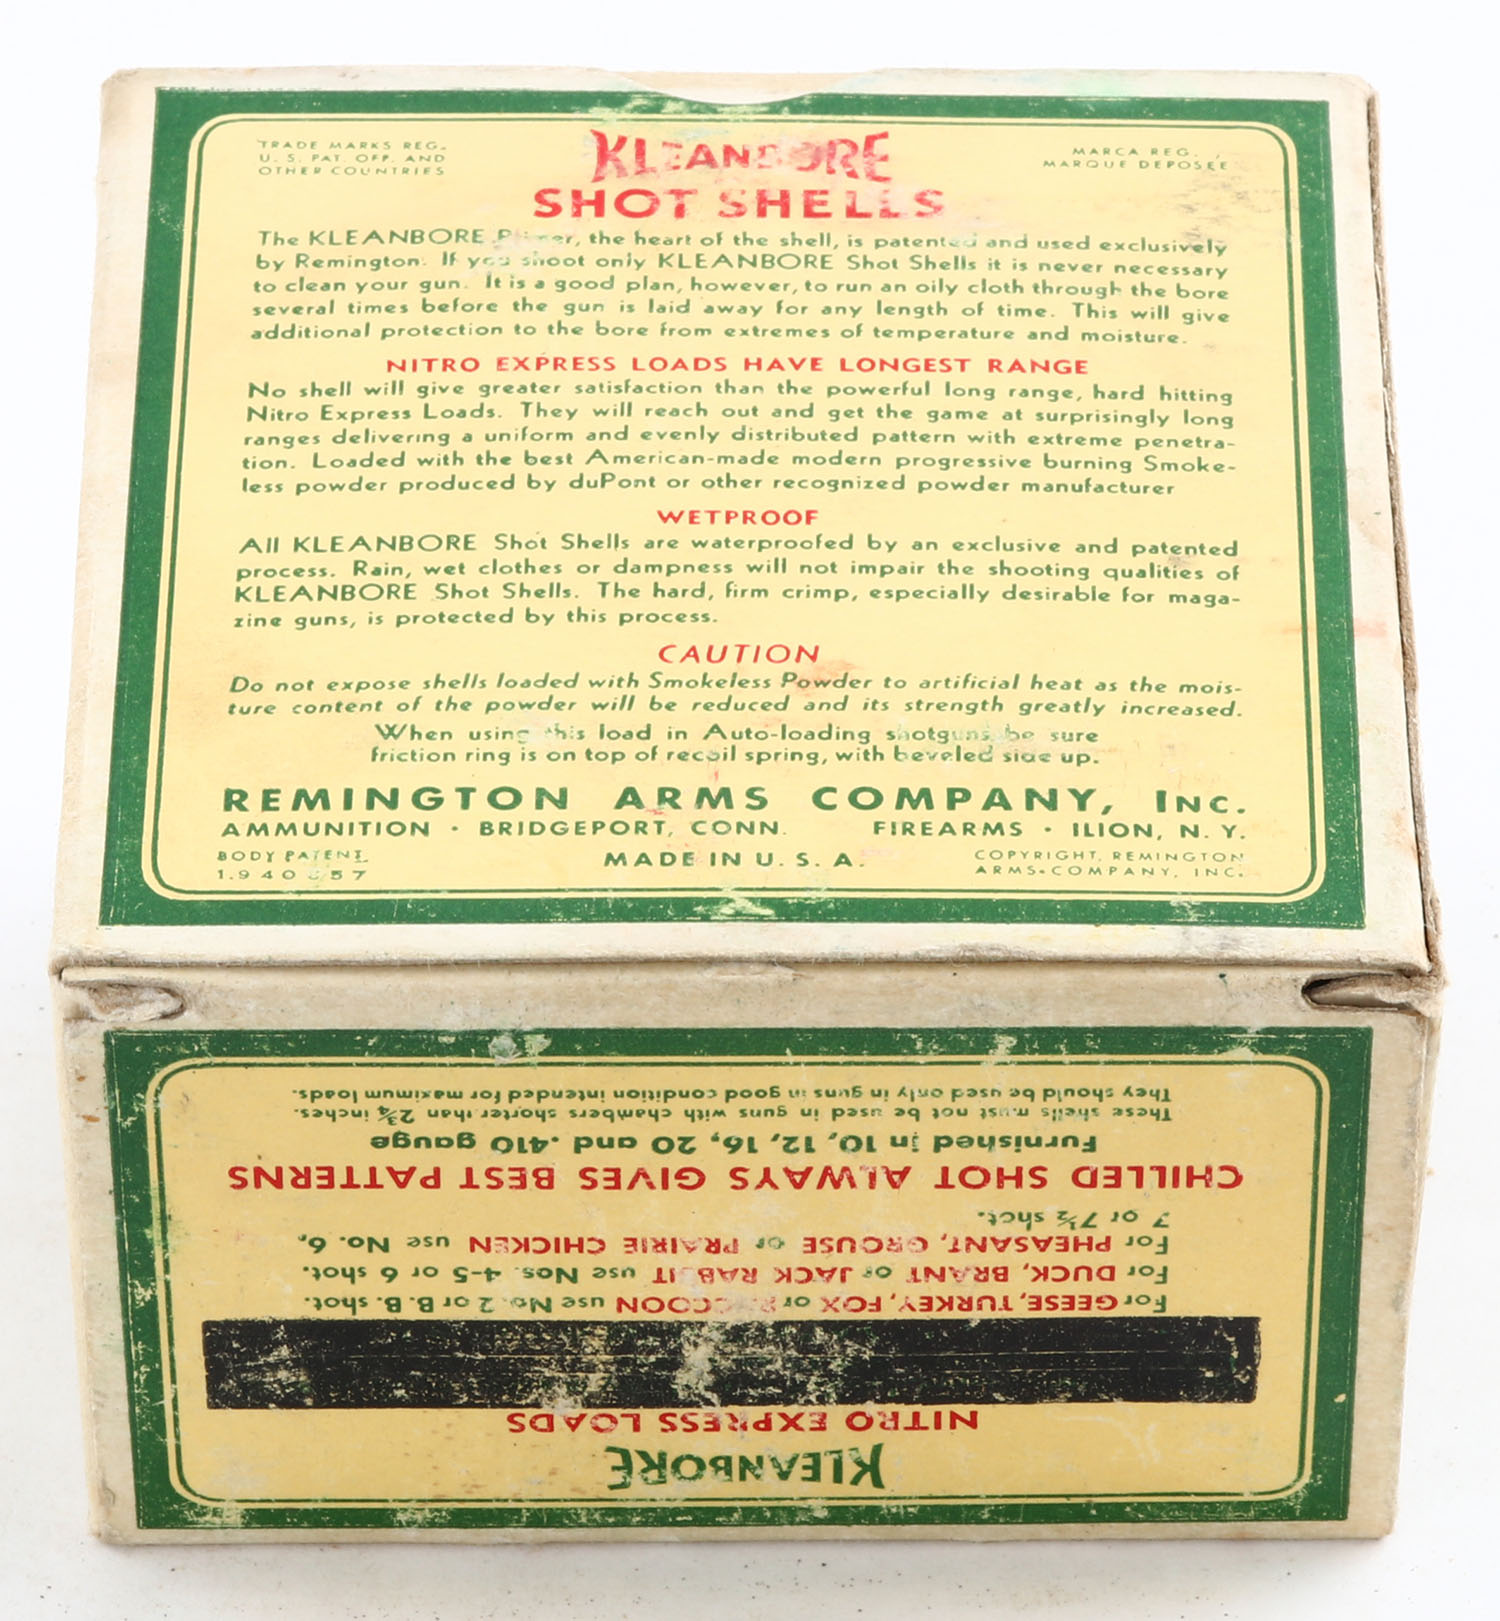 TRADE MARKS REG.
U. S. PAT. OFF. AND
OTHER COUNTRIES
KLEANBORE
SHOT SHELLS
MARCA REG.
MARQUE DEPOSEE
The KLEANBORE Primer, the heart of the shell, is patented and used exclusively
by Remington. If you shoot only KLEANBORE Shot Shells it is never necessary
to clean your gun. It is a good plan, however, to run an oily cloth through the bore
several times before the gun is laid away for any length of time. This will give
additional protection to the bore from extremes of temperature and moisture.
NITRO EXPRESS LOADS HAVE LONGEST RANGE
No shell will give greater satisfaction than the powerful long range, hard hitting
Nitro Express Loads. They will reach out and get the game at surprisingly long
ranges delivering a uniform and evenly distributed pattern with extreme penetra-
tion. Loaded with the best American-made modern progressive burning Smoke-
less powder produced by duPont or other recognized powder manufacturer
WETPROOF
All KLEANBORE Shot Shells are waterproofed by an exclusive and patented
process. Rain, wet clothes or dampness will not impair the shooting qualities of
KLEANBORE Shot Shells. The hard, firm crimp, especially desirable for maga-
zine guns, is protected by this process.
CAUTION
Do not expose shells loaded with Smokeless Powder to artificial heat as the mois-
ture content of the powder will be reduced and its strength greatly increased.
When using this load in Auto-loading shotguns be sure
friction ring is on top of recoil spring, with beveled side up.
REMINGTON ARMS COMPANY, INC.
AMMUNITION · BRIDGEPORT, CONN. FIREARMS · ILION, N. Y.
BODY PATENT
MADE IN U. S. A.
COPYRIGHT, REMINGTON
ARMS COMPANY, INC.
KLEANBORE
NITRO EXPRESS LOADS
For GEESE, TURKEY, FOX or RACCOON use No. 2 or B. B. shot.
For DUCK, BRANT or JACK RABBIT use Nos. 4-5 or 6 shot.
For PHEASANT, GROUSE or PRAIRIE CHICKEN use No. 6,
7 or 7½ shot.
CHILLED SHOT ALWAYS GIVES BEST PATTERNS
Furnished in 10, 12, 16, 20 and .410 gauge
These shells must not be used in guns with chambers shorter than 2¾ inches.
They should be used only in guns in good condition intended for maximum loads.